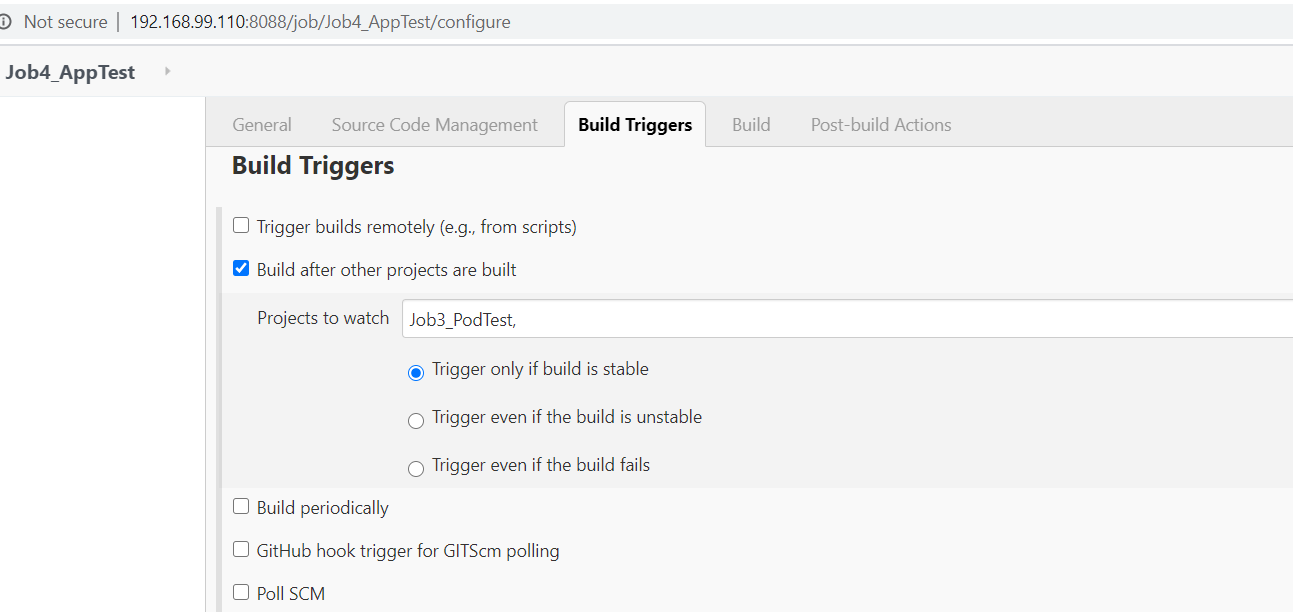 Not secure | 192.168.99.110:8088/job/Job4_AppTest/configure
Job4_AppTest
General Source Code Management Build Triggers Build Post-build Actions
Build Triggers
Trigger builds remotely (e.g., from scripts)
Build after other projects are built
Projects to watch Job3_PodTest,
Trigger only if build is stable
Trigger even if the build is unstable
Trigger even if the build fails
Build periodically
GitHub hook trigger for GITScm polling
Poll SCM